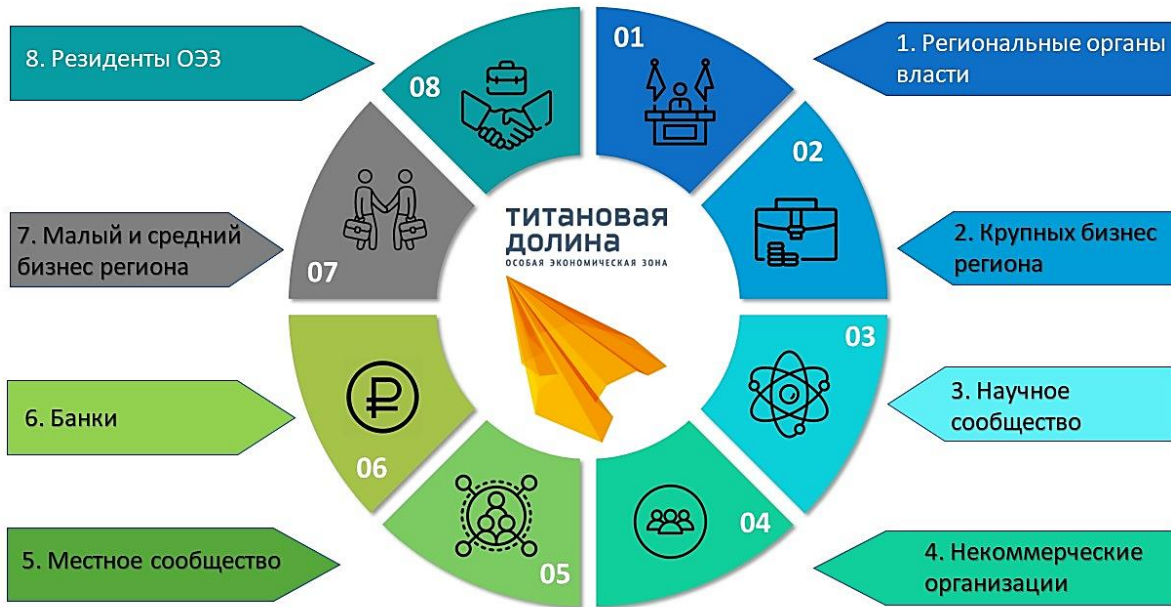 8. Резиденты ОЭЗ
01
1. Региональные органы
власти
08
02
7. Малый и средний
бизнес региона
07
ТИТАНОВАЯ
ДОЛИНА
ОСОБАЯ ЭКОНОМИЧЕСКАЯ ЗОНА
2. Крупных бизнес
региона
03
3. Научное
сообщество
6. Банки
06
04
4. Некоммерческие
организации
05
5. Местное сообщество